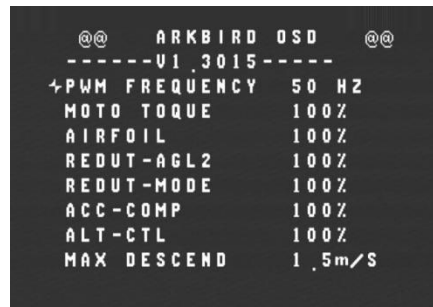 @@ ARKBIRD OSD @@
------V1.3015-----
PWM FREQUENCY 50 HZ
MOTO TOQUE 100%
AIRFOIL 100%
REDUT-AGL2 100%
REDUT-MODE 100%
ACC-COMP 100%
ALT-CTL 100%
MAX DESCEND 1.5m/S